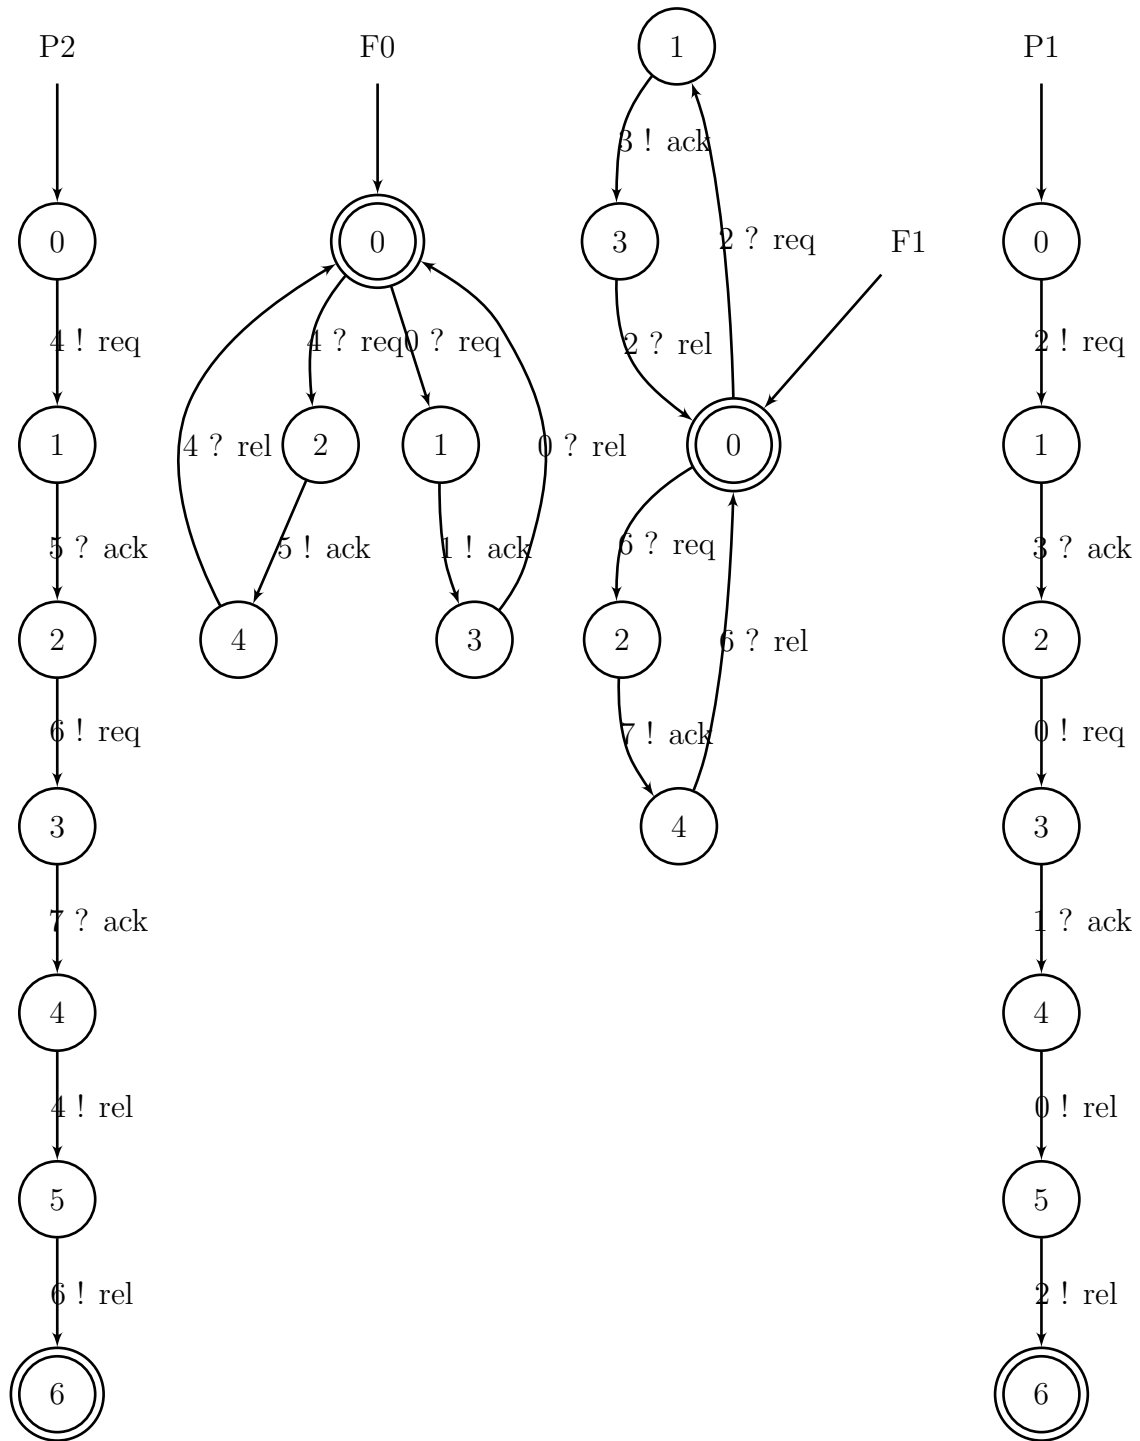 P2
0
4 ! req
1
5 ? ack
2
6 ! req
3
7 ? ack
4
4 ! rel
5
6 ! rel
6
F0
0
4 ? req
0 ? req
4 ? rel
2
1
0 ? rel
5 ! ack
1 ! ack
4
3
1
3 ! ack
3
2 ? req
F1
2 ? rel
0
6 ? req
2
6 ? rel
7 ! ack
4
P1
0
2 ! req
1
3 ? ack
2
0 ! req
3
1 ? ack
4
0 ! rel
5
2 ! rel
6